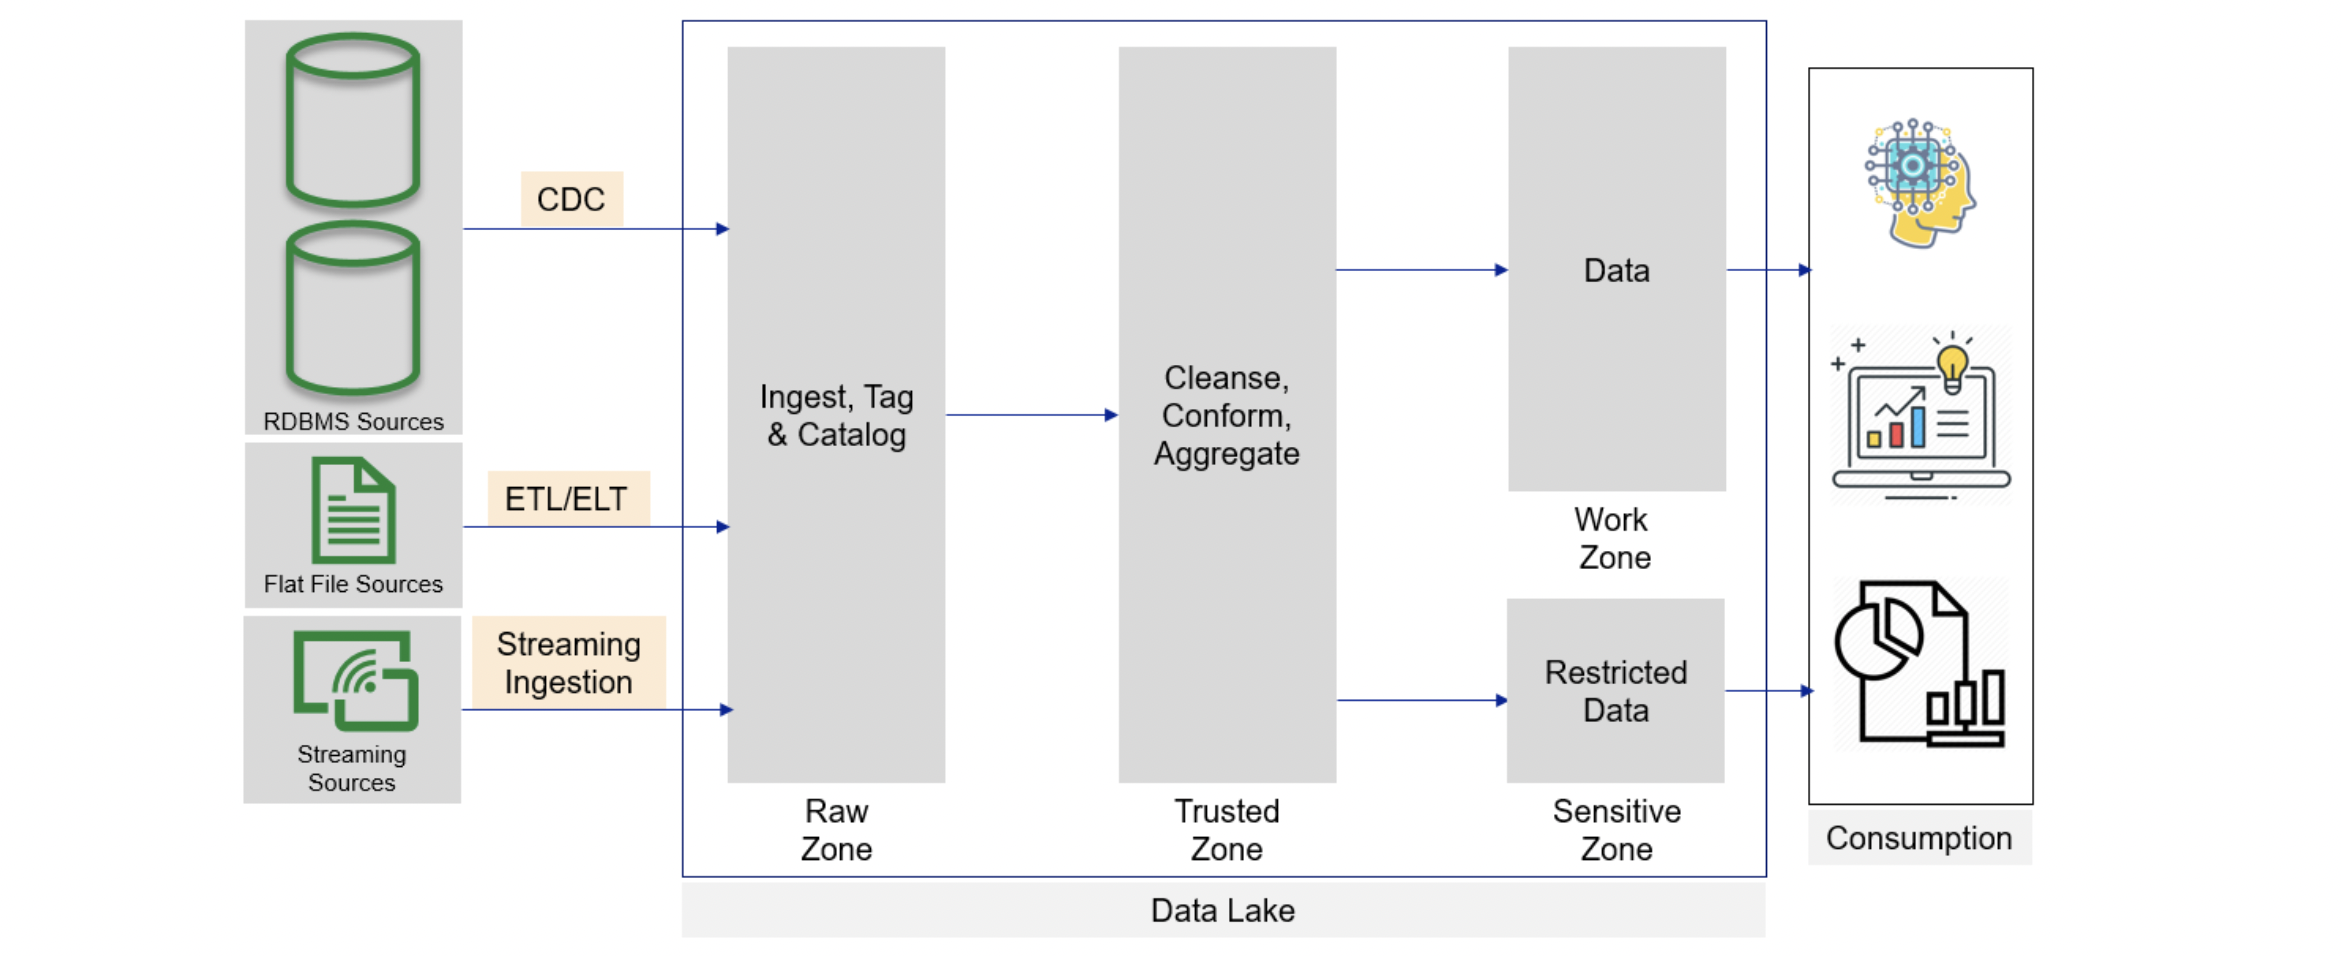 RDBMS Sources
Flat File Sources
Streaming
Sources
CDC
ETL/ELT
Streaming
Ingestion
Ingest, Tag
& Catalog
Raw
Zone
Cleanse,
Conform,
Aggregate
Trusted
Zone
Data
Work
Zone
Restricted
Data
Sensitive
Zone
Data Lake
Consumption